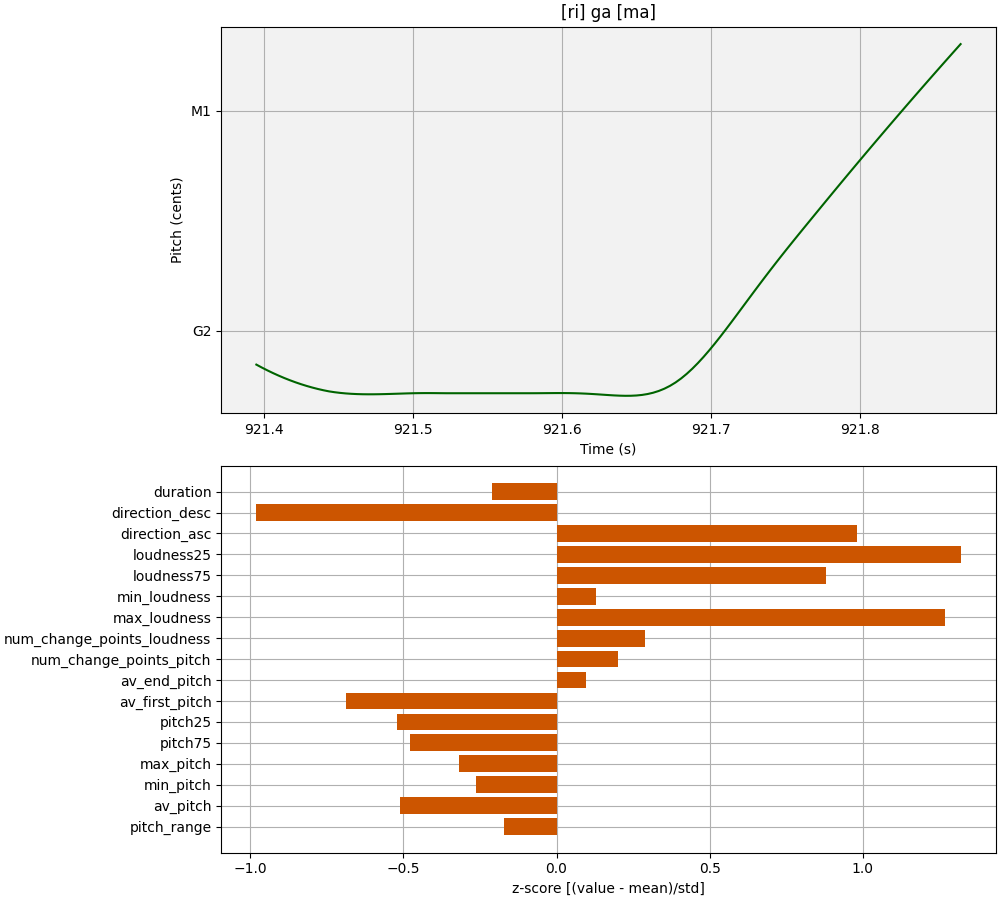 [ri] ga [ma]
M1
G2
Pitch (cents)
921.4 921.5 921.6 921.7 921.8
Time (s)
duration
direction_desc
direction_asc
loudness25
loudness75
min_loudness
max_loudness
num_change_points_loudness
num_change_points_pitch
av_end_pitch
av_first_pitch
pitch25
pitch75
max_pitch
min_pitch
av_pitch
pitch_range
−1.0 −0.5 0.0 0.5 1.0
z-score [(value - mean)/std]